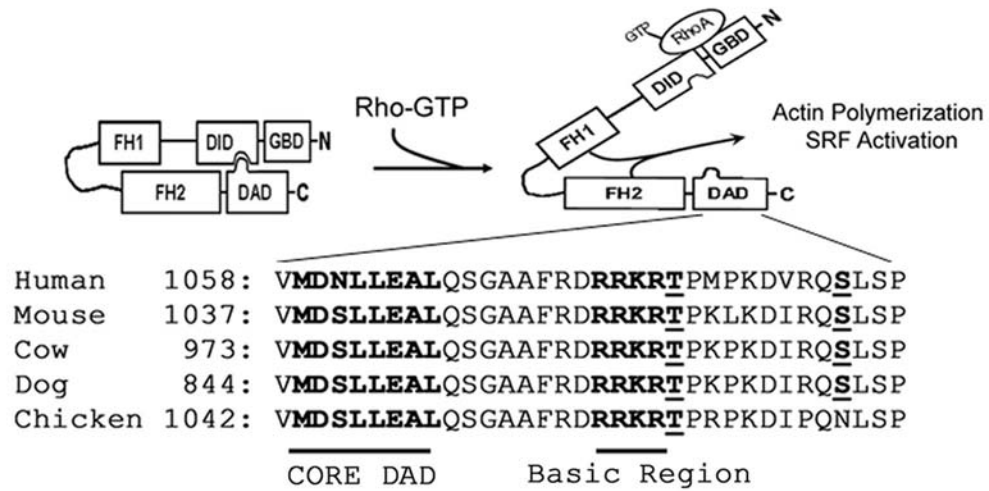 GTP RhoA
DID GBD-N
Rho-GTP
FH1
Actin Polymerization
SRF Activation
FH1 DID GBD-N
FH2 DAD-C
FH2 DAD-C
Human 1058: VMDNLLEALQSGAAFRDRRKRTPMPKDVRQSLSP
Mouse 1037: VMDSLLEALQSGAAFRDRRKRTPKLKDIRQSLSP
Cow 973: VMDSLLEALQSGAAFRDRRKRTPKPKDIRQSLSP
Dog 844: VMDSLLEALQSGAAFRDRRKRTPKPKDIRQSLSP
Chicken 1042: VMDSLLEALQSGAAFRDRRKRTPRPKDIPQNLSP
CORE DAD Basic Region